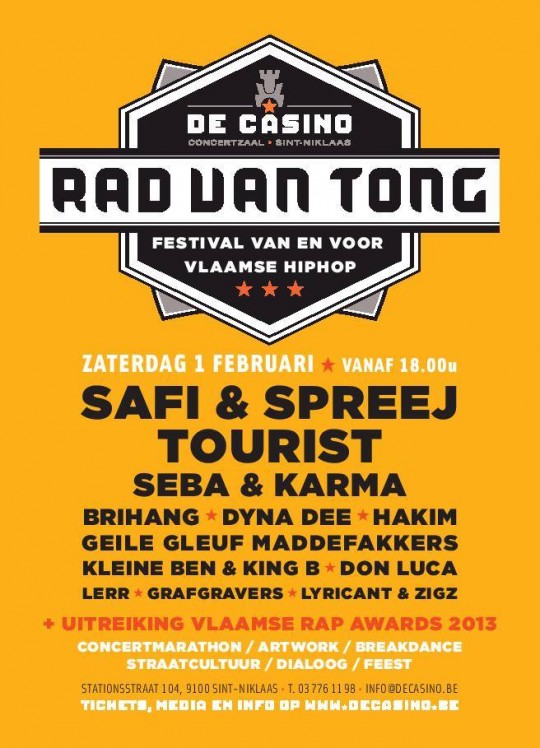 DE CASINO
CONCERTZAAL • SINT-NIKLAAS
RAD VAN TONG
FESTIVAL VAN EN VOOR
VLAAMSE HIPHOP
ZATERDAG 1 FEBRUARI ★ VANAF 18.00u
SAFI & SPREEJ
TOURIST
SEBA & KARMA
BRIHANG ★ DYNA DEE ★ HAKIM
GEILE GLEUF MADDEFAKKERS
KLEINE BEN & KING B ★ DON LUCA
LERR ★ GRAFGRAVERS ★ LYRICANT & ZIGZ
+ UITREIKING VLAAMSE RAP AWARDS 2013
CONCERTMARATHON / ARTWORK / BREAKDANCE
STRAATCULTUUR / DIALOOG / FEEST
STATIONSSTRAAT 104, 9100 SINT-NIKLAAS • T. 03 776 11 98 • INFO@DECASINO.BE
TICKETS, MEDIA EN INFO OP WWW.DECASINO.BE